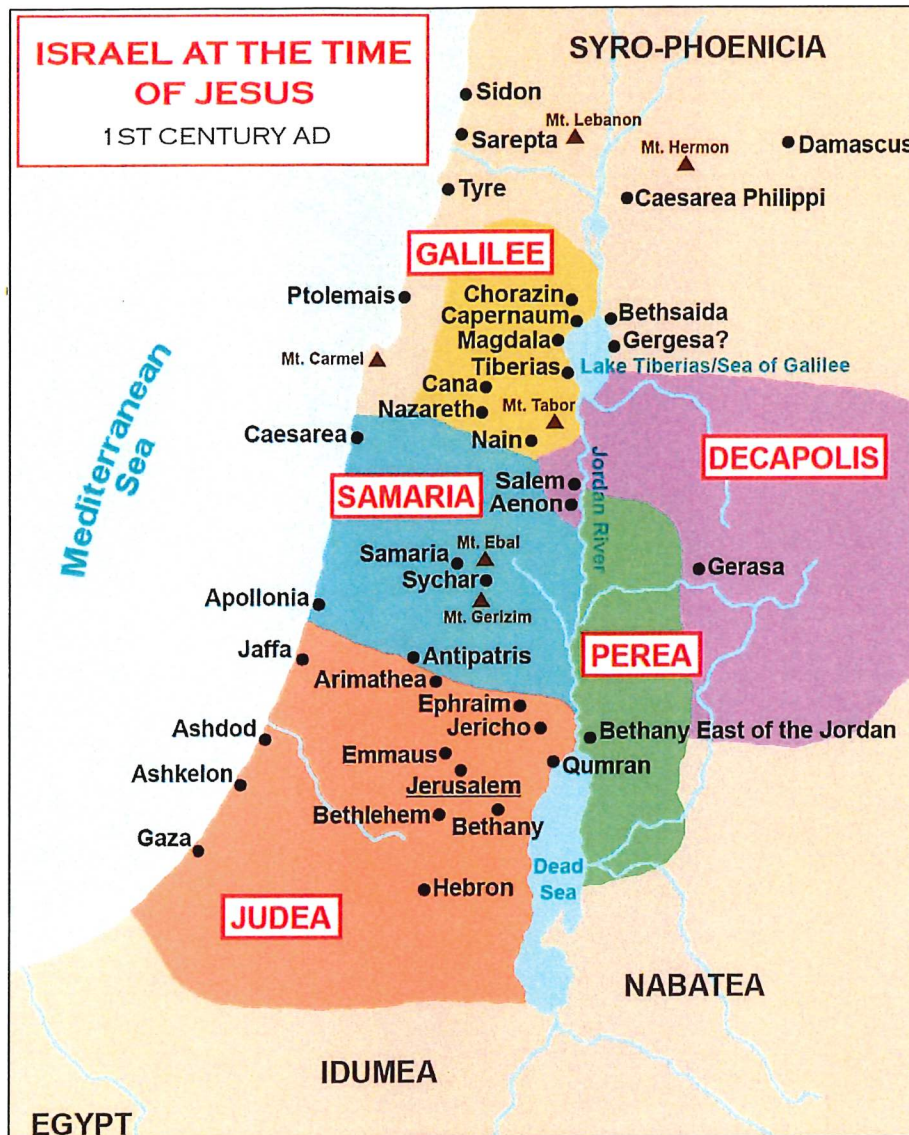 ISRAEL AT THE TIME
OF JESUS
1ST CENTURY AD
SYRO-PHOENICIA
Sidon
Mt. Lebanon
Sarepta
Mt. Hermon
Damascus
Tyre
Caesarea Philippi
GALILEE
Ptolemais
Chorazin
Capernaum
Bethsaida
Magdala
Gergesa?
Mt. Carmel
Tiberias
Lake Tiberias/Sea of Galilee
Cana
Nazareth
Mt. Tabor
Caesarea
Nain
Mediterranean
Sea
Jordan River
DECAPOLIS
SAMARIA
Salem
Aenon
Mt. Ebal
Samaria
Sychar
Gerasa
Apollonia
Mt. Gerizim
Jaffa
Antipatris
PEREA
Arimathea
Ephraim
Jericho
Ashdod
Bethany East of the Jordan
Emmaus
Qumran
Ashkelon
Jerusalem
Bethlehem
Bethany
Gaza
Dead
Sea
Hebron
JUDEA
NABATEA
IDUMEA
EGYPT